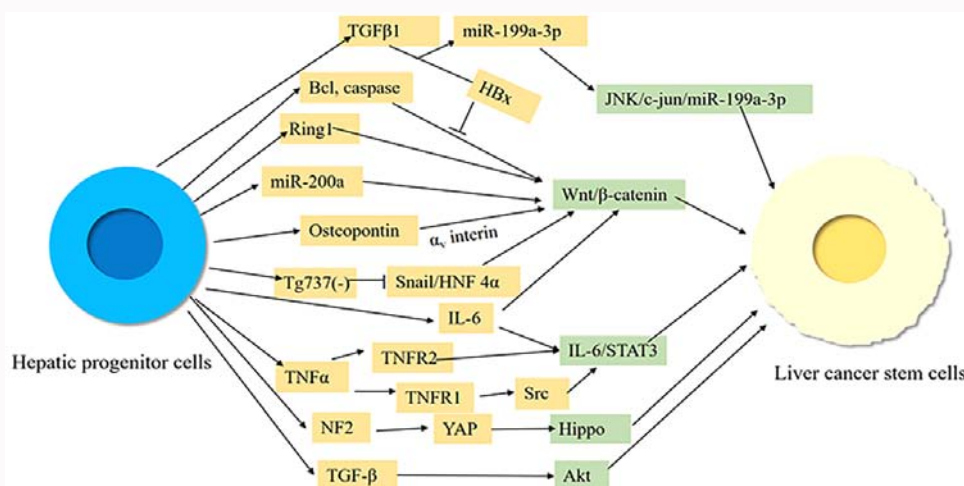 TGFβ1
miR-199a-3p
Bcl, caspase
HBx
JNK/c-jun/miR-199a-3p
Ring1
miR-200a
Wnt/β-catenin
Osteopontin
αv interin
Tg737(-)
Snail/HNF 4α
IL-6
Hepatic progenitor cells
TNFR2
IL-6/STAT3
TNFα
Liver cancer stem cells
TNFR1
Src
NF2
YAP
Hippo
TGF-β
Akt